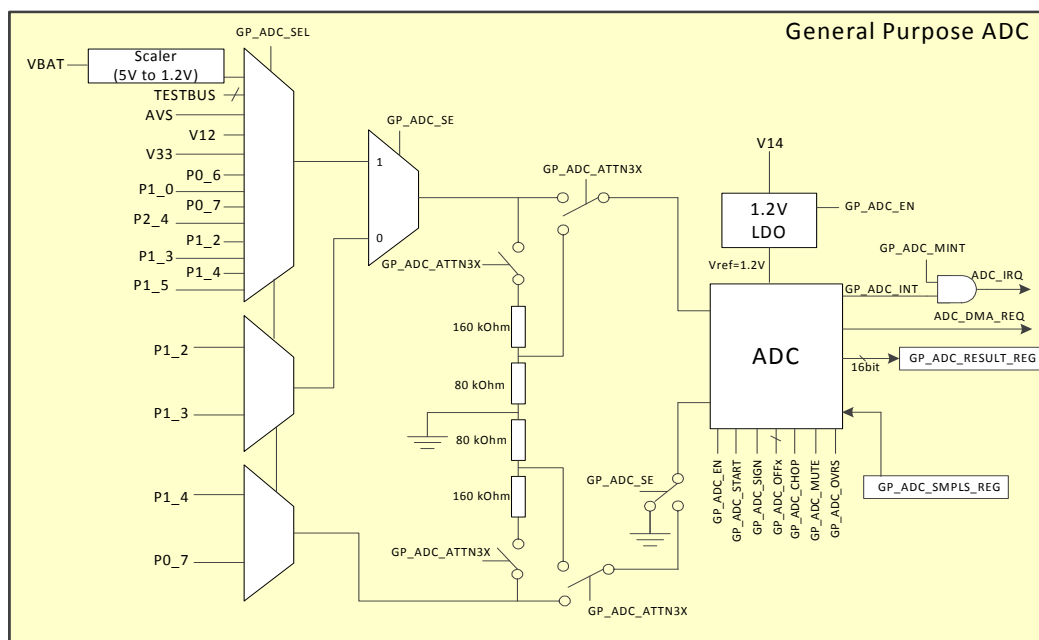 General Purpose ADC
GP_ADC_SEL
VBAT
Scaler
(5V to 1.2V)
TESTBUS
AVS
V12
V33
P0_6
P1_0
P0_7
P2_4
P1_2
P1_3
P1_4
P1_5
GP_ADC_SE
1
0
P1_2
P1_3
P1_4
P0_7
GP_ADC_ATTN3X
GP_ADC_ATTN3X
160 kOhm
80 kOhm
80 kOhm
160 kOhm
GP_ADC_ATTN3X
GP_ADC_ATTN3X
GP_ADC_SE
V14
1.2V
LDO
GP_ADC_EN
Vref=1.2V
GP_ADC_MINT
GP_ADC_INT
ADC_IRQ
ADC_DMA_REQ
ADC
16bit
GP_ADC_RESULT_REG
GP_ADC_EN
GP_ADC_START
GP_ADC_SIGN
GP_ADC_OFFx
GP_ADC_CHOP
GP_ADC_MUTE
GP_ADC_OVRS
GP_ADC_SMPLS_REG